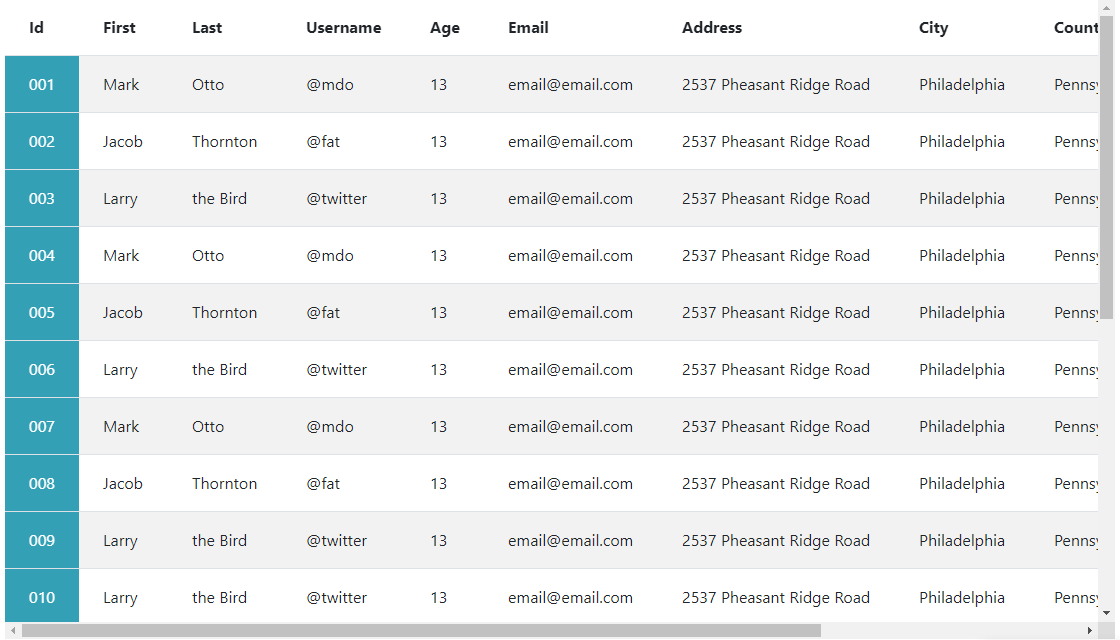 Id First Last Username Age Email Address City Count
001 Mark Otto @mdo 13 email@email.com 2537 Pheasant Ridge Road Philadelphia Pennsy
002 Jacob Thornton @fat 13 email@email.com 2537 Pheasant Ridge Road Philadelphia Pennsy
003 Larry the Bird @twitter 13 email@email.com 2537 Pheasant Ridge Road Philadelphia Pennsy
004 Mark Otto @mdo 13 email@email.com 2537 Pheasant Ridge Road Philadelphia Pennsy
005 Jacob Thornton @fat 13 email@email.com 2537 Pheasant Ridge Road Philadelphia Pennsy
006 Larry the Bird @twitter 13 email@email.com 2537 Pheasant Ridge Road Philadelphia Pennsy
007 Mark Otto @mdo 13 email@email.com 2537 Pheasant Ridge Road Philadelphia Pennsy
008 Jacob Thornton @fat 13 email@email.com 2537 Pheasant Ridge Road Philadelphia Pennsy
009 Larry the Bird @twitter 13 email@email.com 2537 Pheasant Ridge Road Philadelphia Pennsy
010 Larry the Bird @twitter 13 email@email.com 2537 Pheasant Ridge Road Philadelphia Pennsy